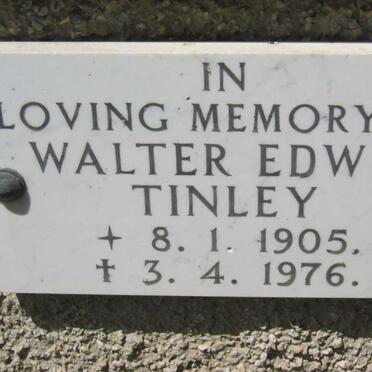 IN
LOVING MEMORY
WALTER EDW
TINLEY
+ 8. 1. 1905.
† 3. 4. 1976.